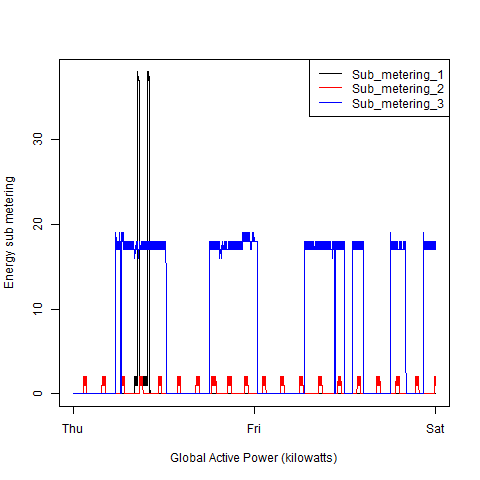 Sub_metering_1
Sub_metering_2
Sub_metering_3
Energy sub metering
30
20
10
0
Thu
Fri
Sat
Global Active Power (kilowatts)